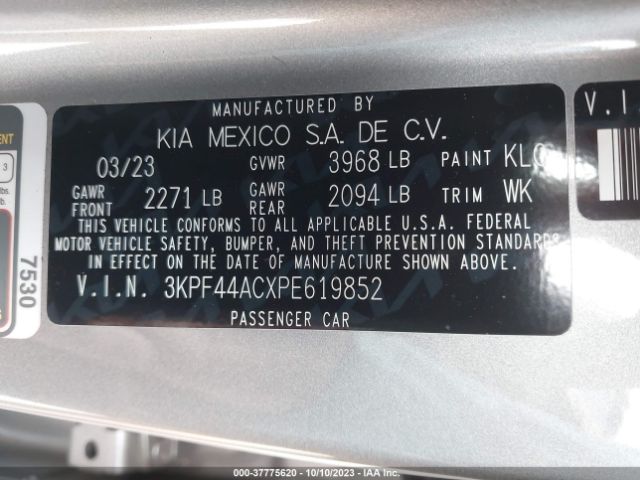 MANUFACTURED BY
KIA MEXICO S.A. DE C.V.
03/23 GVWR 3968 LB PAINT KLG
GAWR FRONT 2271 LB GAWR REAR 2094 LB TRIM WK
THIS VEHICLE CONFORMS TO ALL APPLICABLE U.S.A. FEDERAL
MOTOR VEHICLE SAFETY, BUMPER, AND THEFT PREVENTION STANDARDS
IN EFFECT ON THE DATE OF MANUFACTURE SHOWN ABOVE.
V.I.N. 3KPF44ACXPE619852
PASSENGER CAR
7530
3
V.I
000-37775620 - 10/10/2023 - IAA Inc.